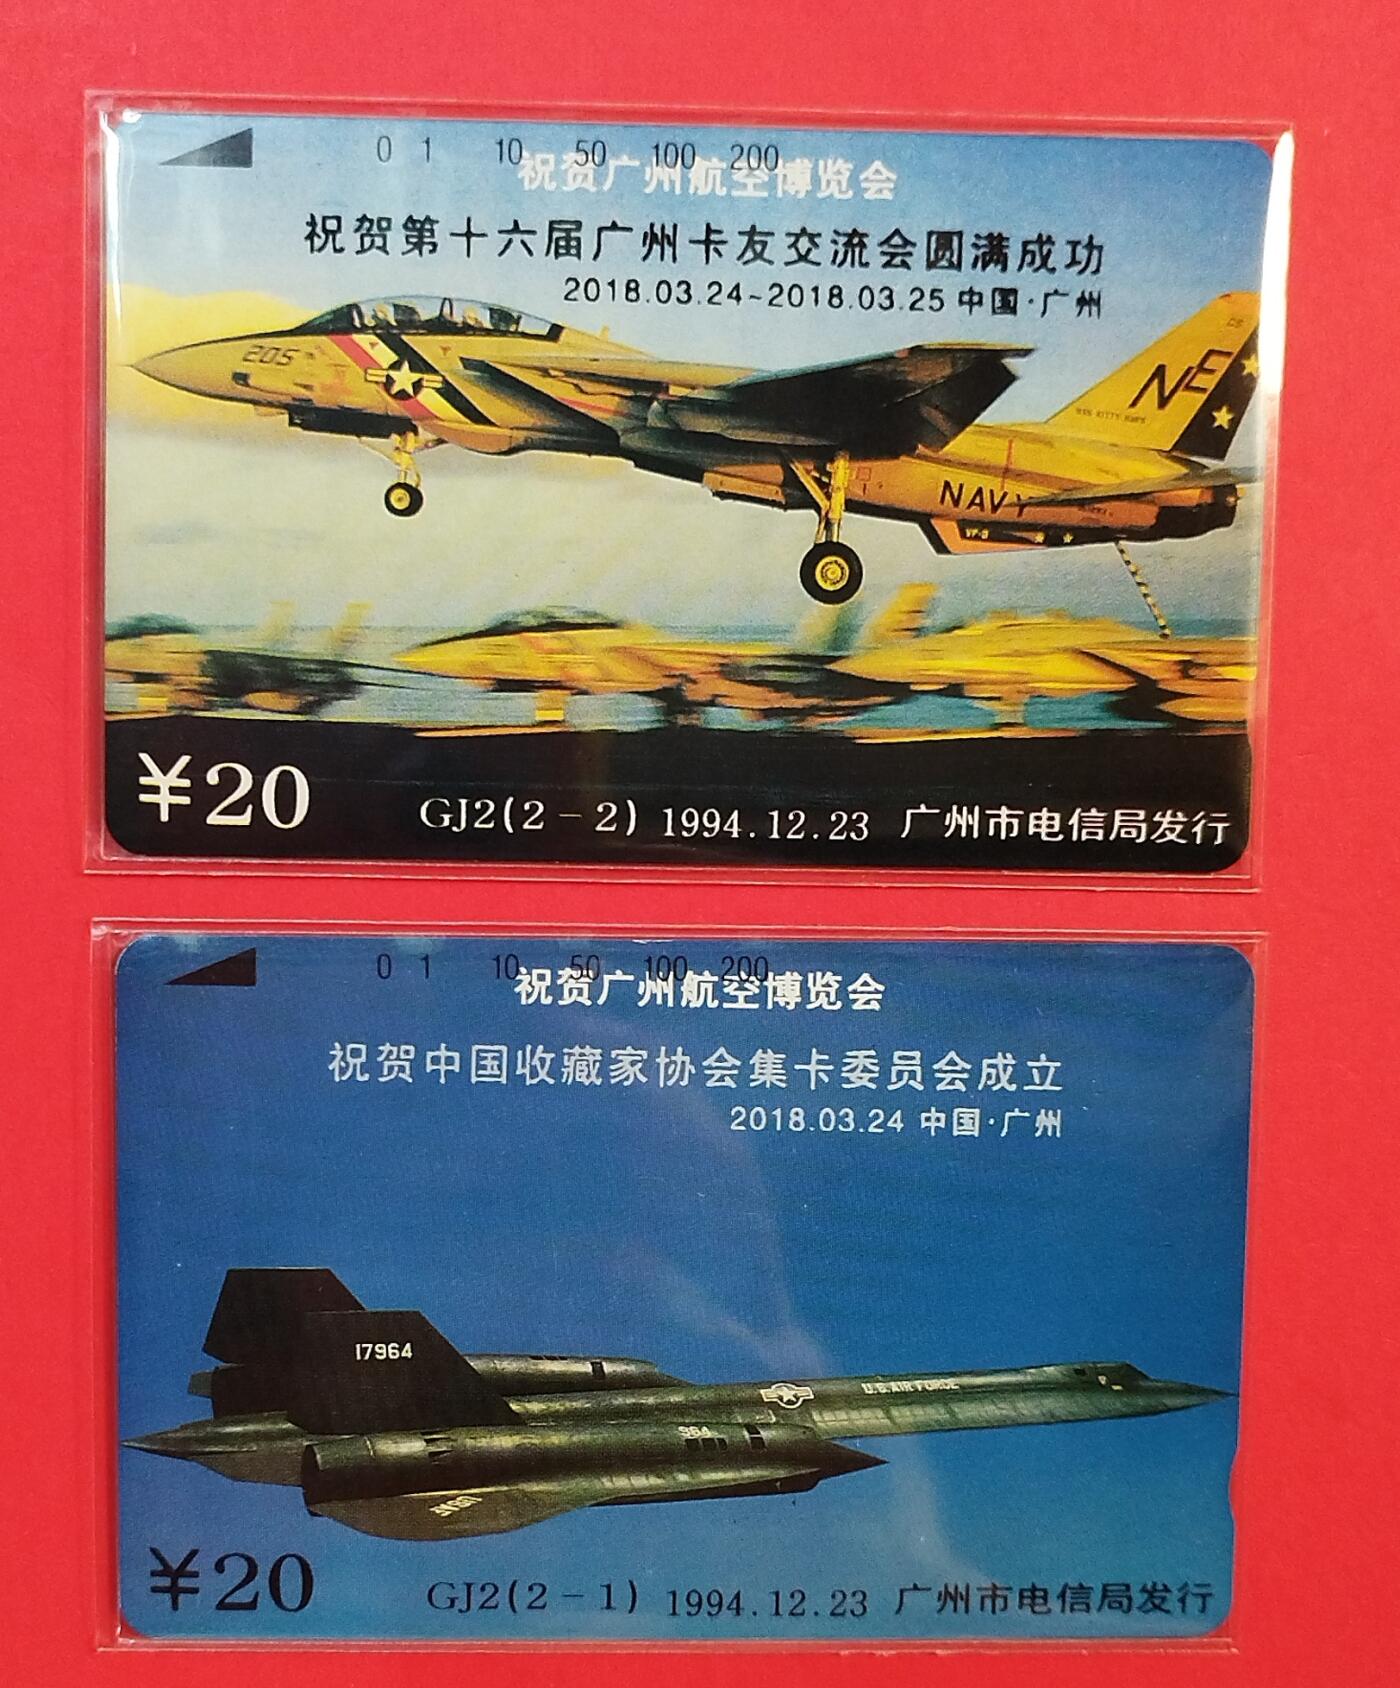 0 1 10 50 100 200
祝贺广州航空博览会
祝贺第十六届广州卡友交流会圆满成功
2018.03.24~2018.03.25 中国·广州
205
NE
USS KITTY HAWK
NAVY
VF-2
¥20
GJ2(2-2) 1994.12.23 广州市电信局发行
0 1 10 50 100 200
祝贺广州航空博览会
祝贺中国收藏家协会集卡委员会成立
2018.03.24 中国·广州
17964
U.S. AIR FORCE
964
¥20
GJ2(2-1) 1994.12.23 广州市电信局发行